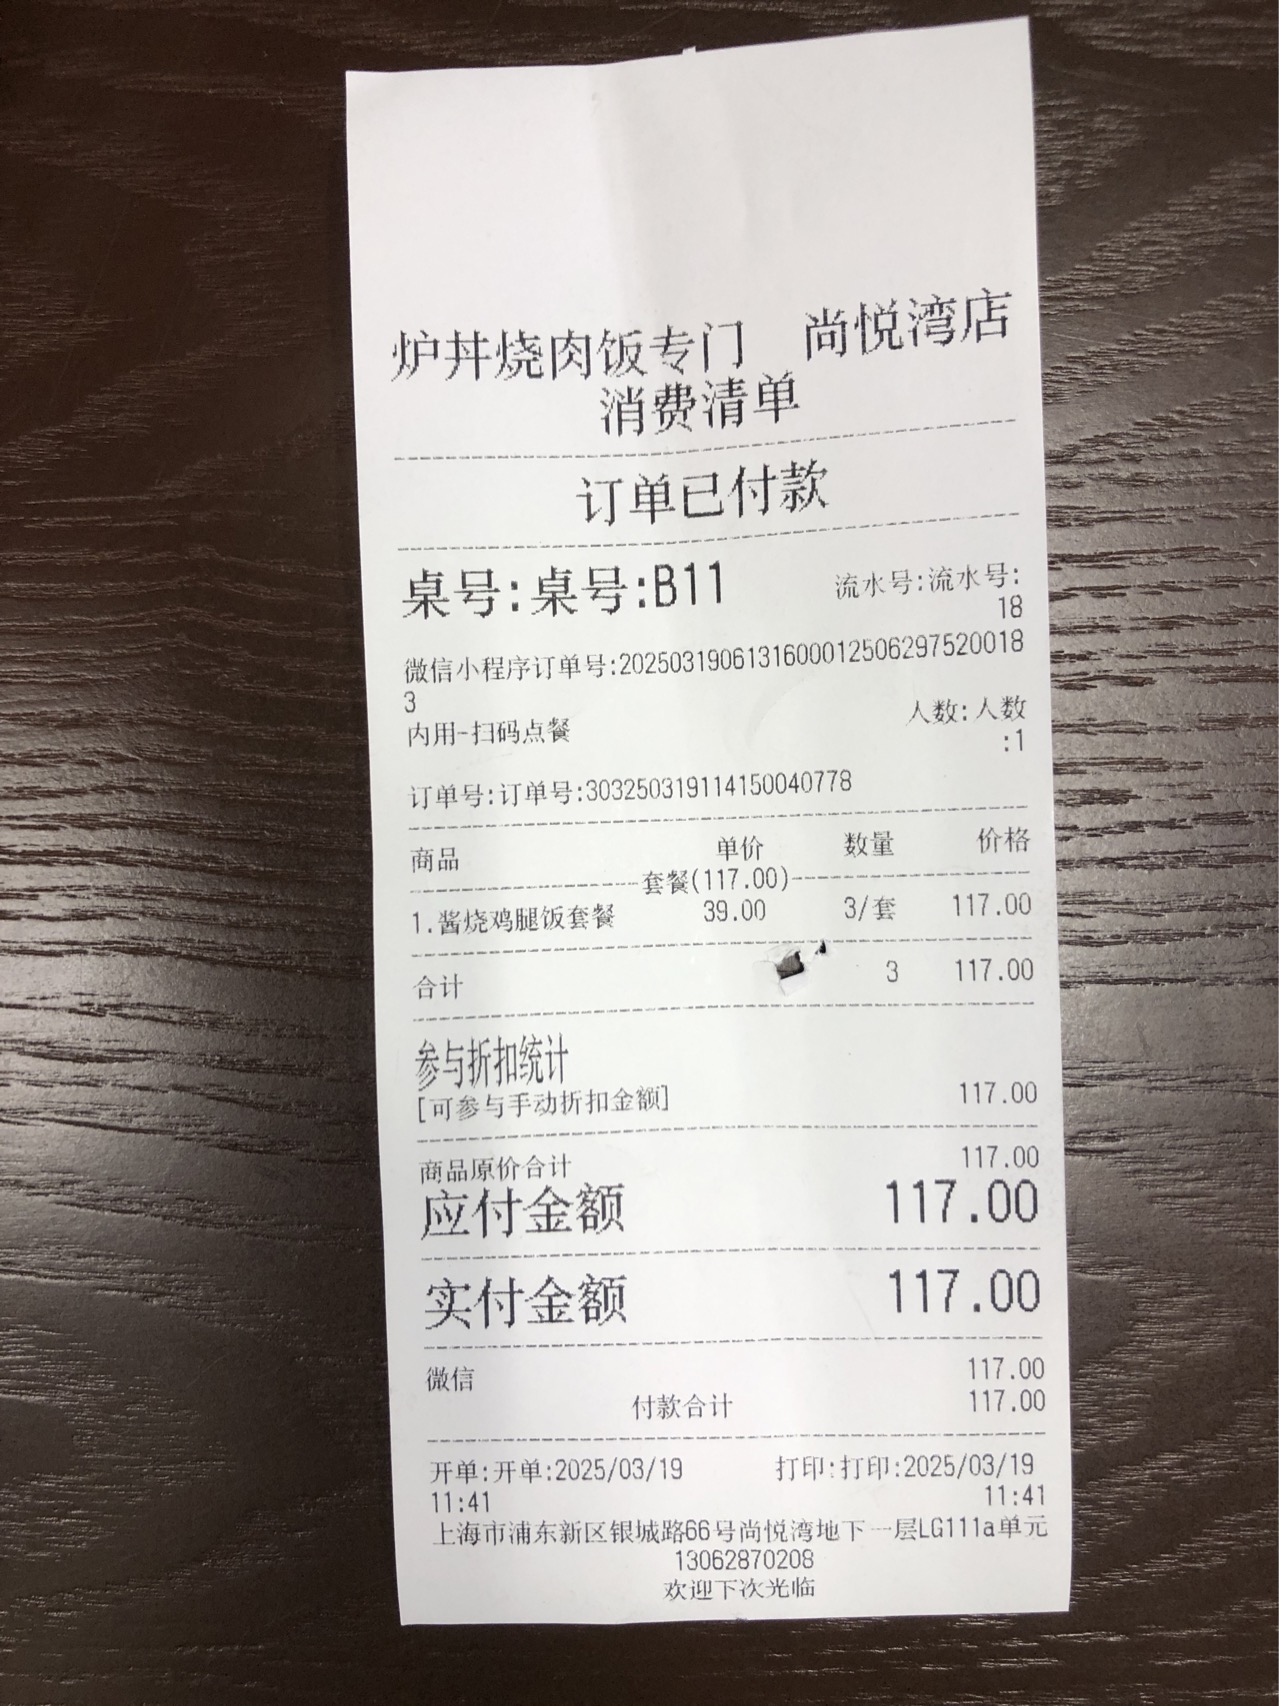 炉丼烧肉饭专门 尚悦湾店
消费清单
订单已付款
桌号:桌号:B11 流水号:流水号:
18
微信小程序订单号:2025031906131600012506297520018
3
内用-扫码点餐 人数:人数
:1
订单号:订单号:303250319114150040778
商品 单价 数量 价格
套餐(117.00)
1.酱烧鸡腿饭套餐 39.00 3/套 117.00
合计 3 117.00
参与折扣统计
[可参与手动折扣金额] 117.00
商品原价合计 117.00
应付金额 117.00
实付金额 117.00
微信 117.00
付款合计 117.00
开单:开单:2025/03/19 打印:打印:2025/03/19
11:41 11:41
上海市浦东新区银城路66号尚悦湾地下一层LG111a单元
13062870208
欢迎下次光临